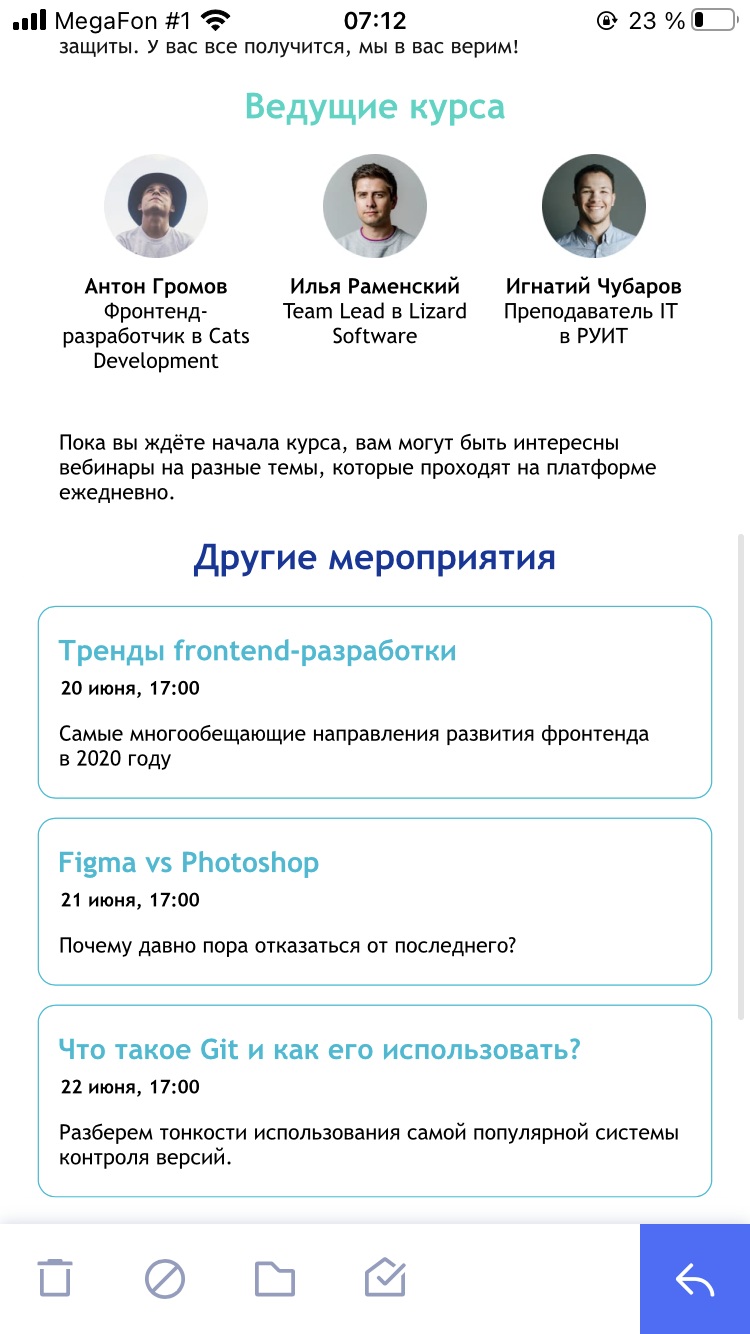 MegaFon #1 07:12 23 %
защиты. У вас все получится, мы в вас верим!
Ведущие курса
Антон Громов
Фронтенд-
разработчик в Cats
Development
Илья Раменский
Team Lead в Lizard
Software
Игнатий Чубаров
Преподаватель IT
в РУИТ
Пока вы ждёте начала курса, вам могут быть интересны
вебинары на разные темы, которые проходят на платформе
ежедневно.
Другие мероприятия
Тренды frontend-разработки
20 июня, 17:00
Самые многообещающие направления развития фронтенда
в 2020 году
Figma vs Photoshop
21 июня, 17:00
Почему давно пора отказаться от последнего?
Что такое Git и как его использовать?
22 июня, 17:00
Разберем тонкости использования самой популярной системы
контроля версий.